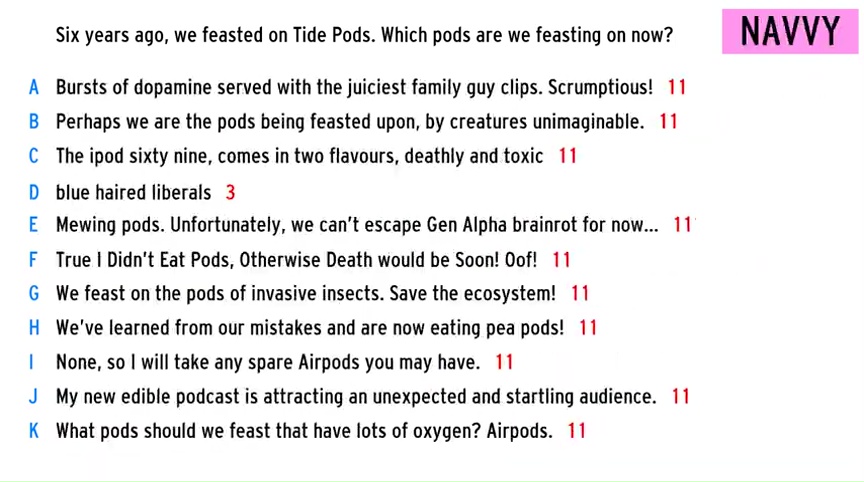 Six years ago, we feasted on Tide Pods. Which pods are we feasting on now?
NAVVY
A Bursts of dopamine served with the juiciest family guy clips. Scrumptious! 11
B Perhaps we are the pods being feasted upon, by creatures unimaginable. 11
C The ipod sixty nine, comes in two flavours, deathly and toxic 11
D blue haired liberals 3
E Mewing pods. Unfortunately, we can't escape Gen Alpha brainrot for now... 11
F True I Didn't Eat Pods, Otherwise Death would be Soon! Oof! 11
G We feast on the pods of invasive insects. Save the ecosystem! 11
H We've learned from our mistakes and are now eating pea pods! 11
I None, so I will take any spare Airpods you may have. 11
J My new edible podcast is attracting an unexpected and startling audience. 11
K What pods should we feast that have lots of oxygen? Airpods. 11